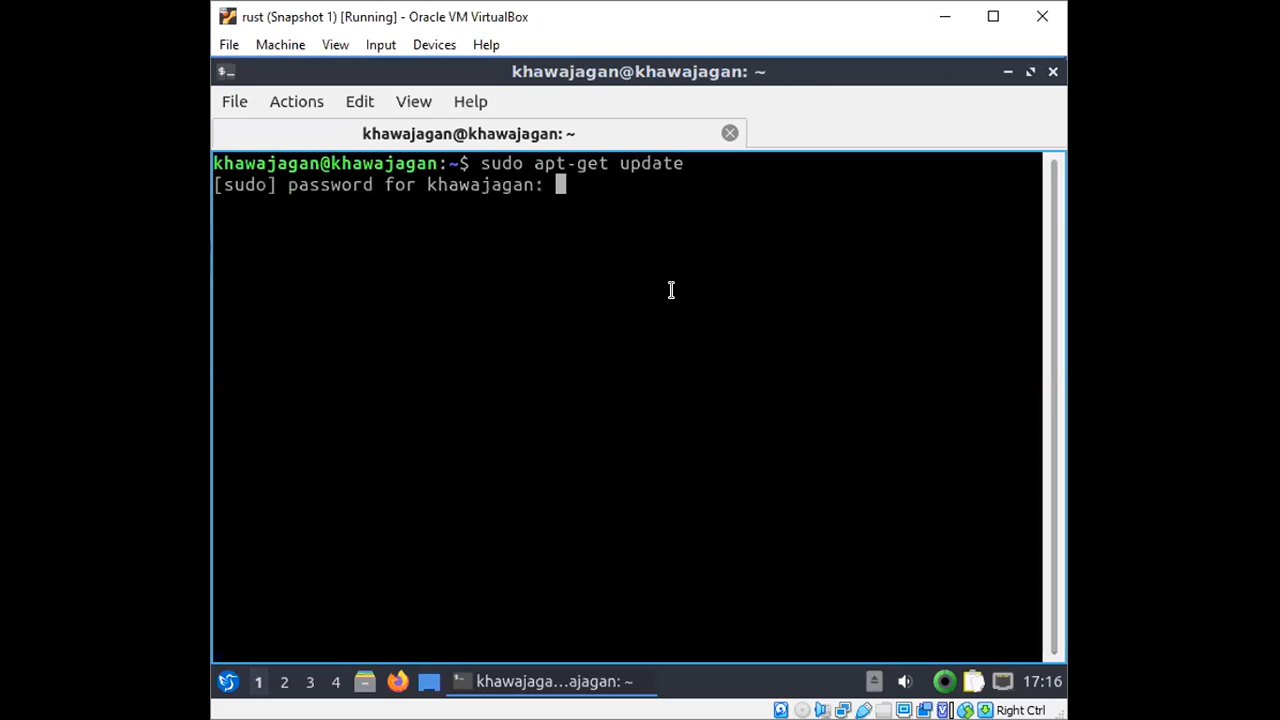 rust (Snapshot 1) [Running] - Oracle VM VirtualBox
File Machine View Input Devices Help
khawajagan@khawajagan: ~
File Actions Edit View Help
khawajagan@khawajagan: ~
khawajagan@khawajagan:~$ sudo apt-get update
[sudo] password for khawajagan:
1 2 3 4 khawajaga...ajagan: ~ 17:16
Right Ctrl